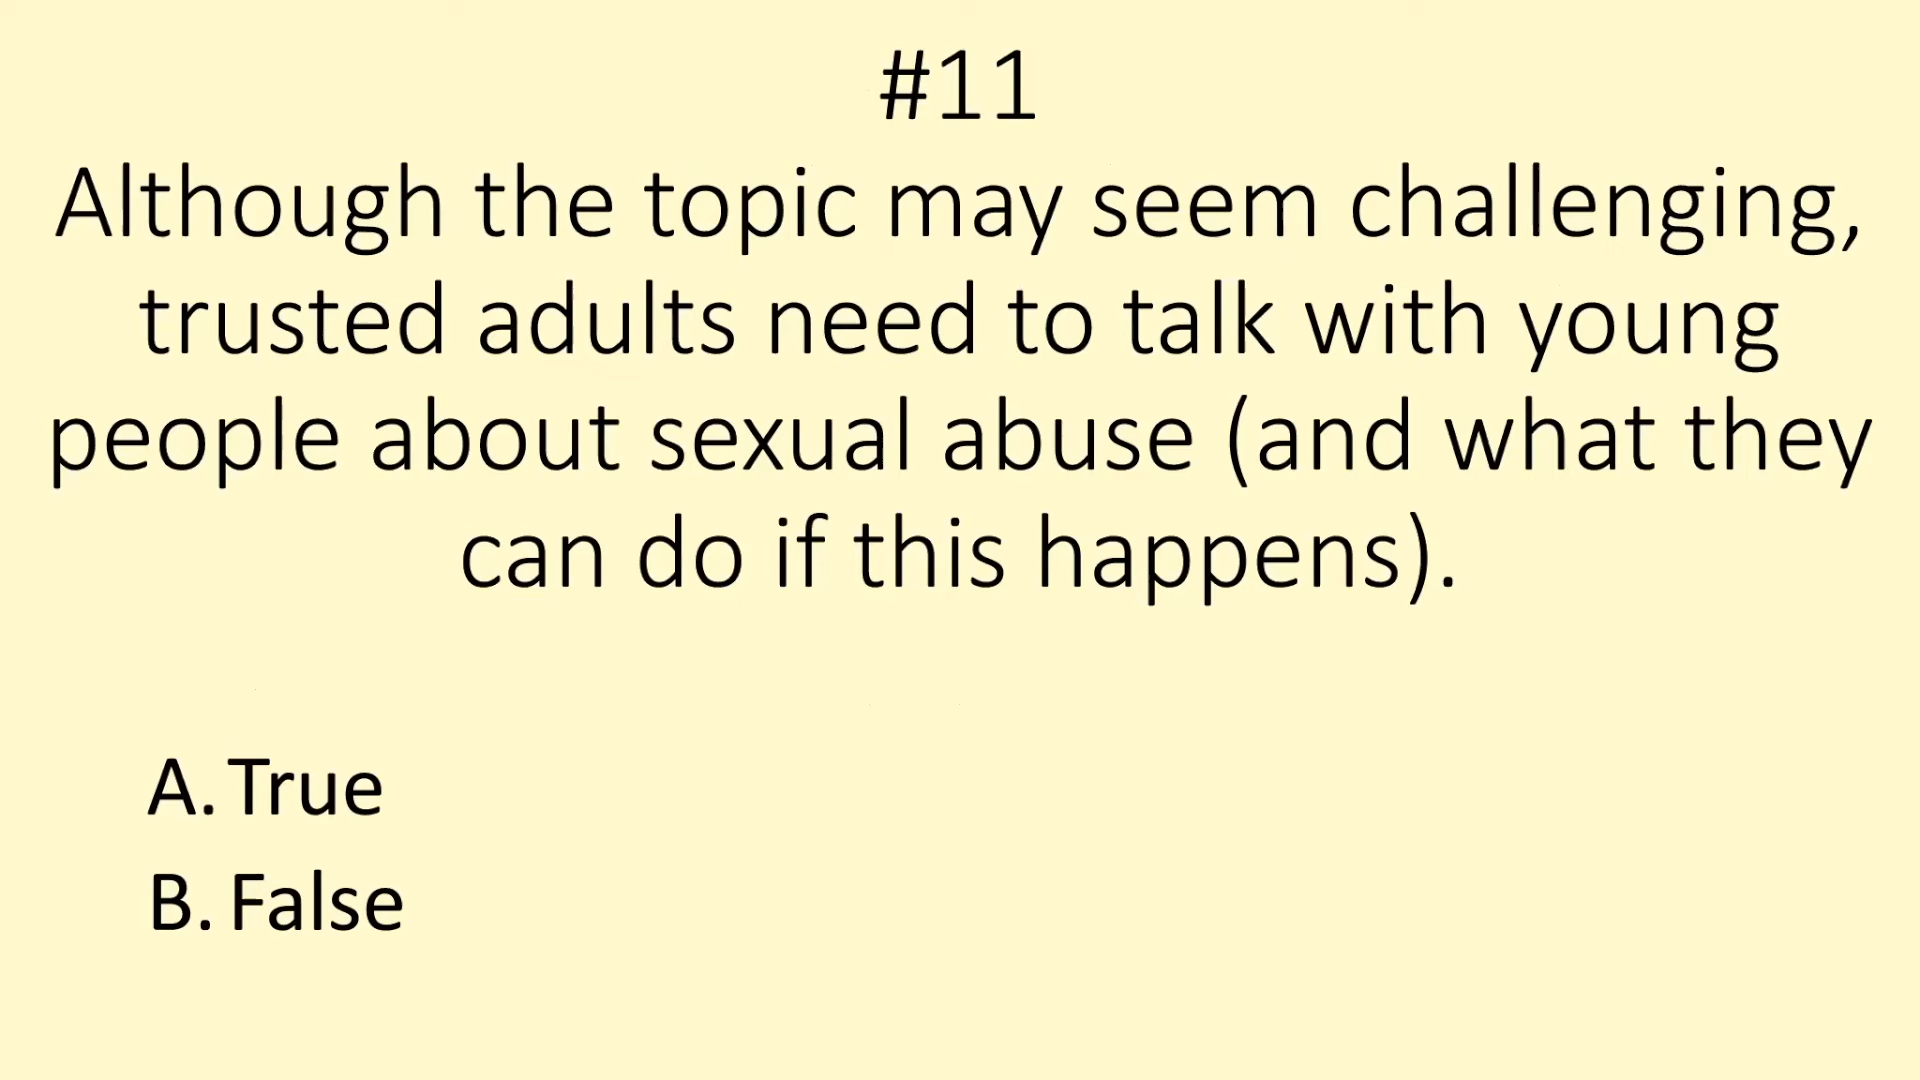 #11
Although the topic may seem challenging,
trusted adults need to talk with young
people about sexual abuse (and what they
can do if this happens).
A. True
B. False